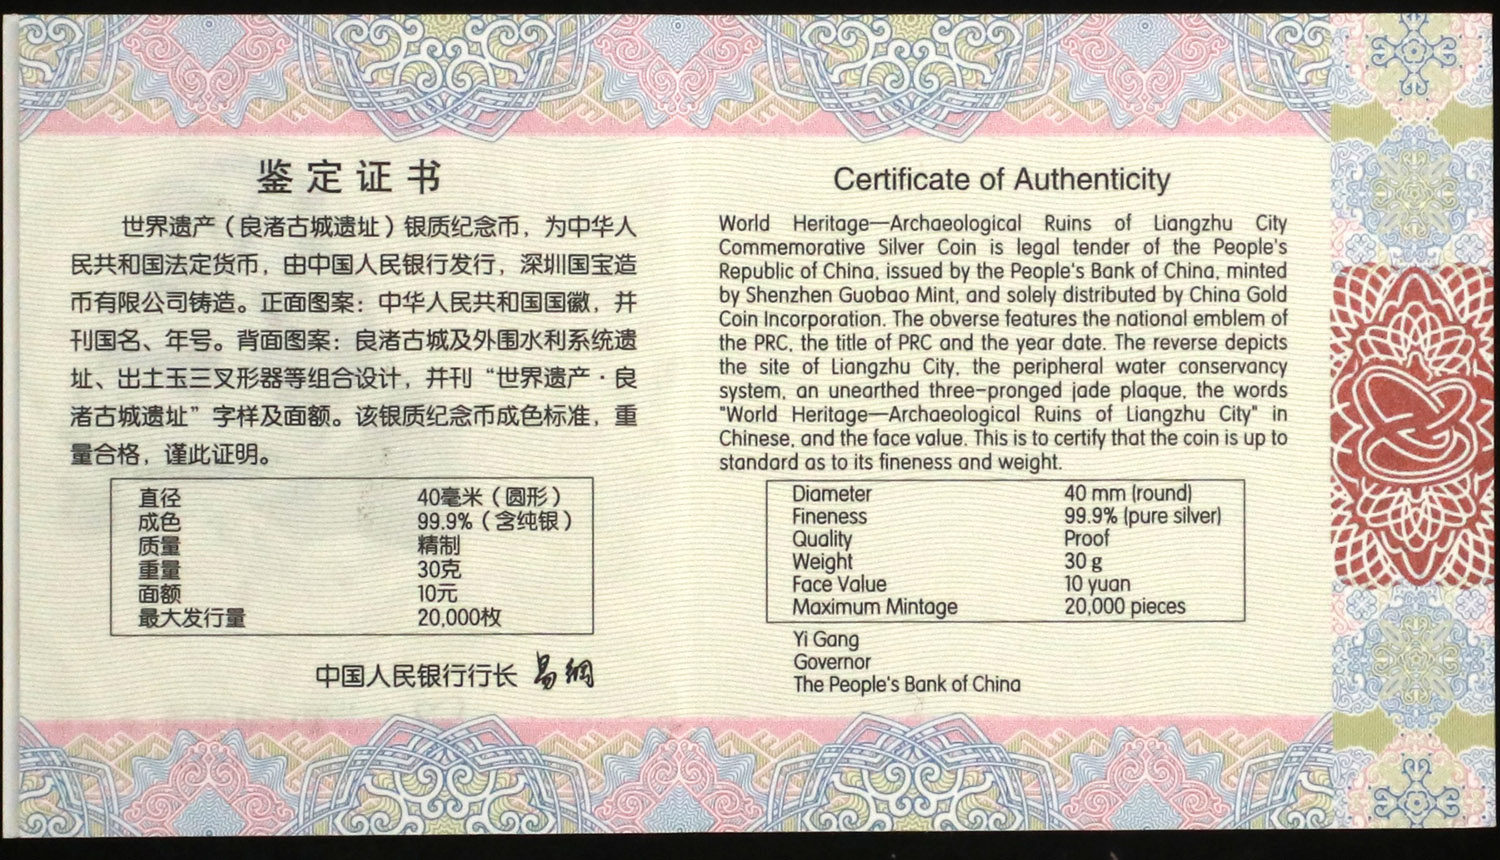 鉴定证书
世界遗产（良渚古城遗址）银质纪念币，为中华人
民共和国法定货币，由中国人民银行发行，深圳国宝造
币有限公司铸造。正面图案：中华人民共和国国徽，并
刊国名、年号。背面图案：良渚古城及外围水利系统遗
址、出土玉三叉形器等组合设计，并刊“世界遗产·良
渚古城遗址”字样及面额。该银质纪念币成色标准，重
量合格，谨此证明。
直径 40毫米（圆形）
成色 99.9%（含纯银）
质量 精制
重量 30克
面额 10元
最大发行量 20,000枚
中国人民银行行长 易綱
Certificate of Authenticity
World Heritage—Archaeological Ruins of Liangzhu City
Commemorative Silver Coin is legal tender of the People's
Republic of China, issued by the People's Bank of China, minted
by Shenzhen Guobao Mint, and solely distributed by China Gold
Coin Incorporation. The obverse features the national emblem of
the PRC, the title of PRC and the year date. The reverse depicts
the site of Liangzhu City, the peripheral water conservancy
system, an unearthed three-pronged jade plaque, the words
"World Heritage—Archaeological Ruins of Liangzhu City" in
Chinese, and the face value. This is to certify that the coin is up to
standard as to its fineness and weight.
Diameter 40 mm (round)
Fineness 99.9% (pure silver)
Quality Proof
Weight 30 g
Face Value 10 yuan
Maximum Mintage 20,000 pieces
Yi Gang
Governor
The People's Bank of China